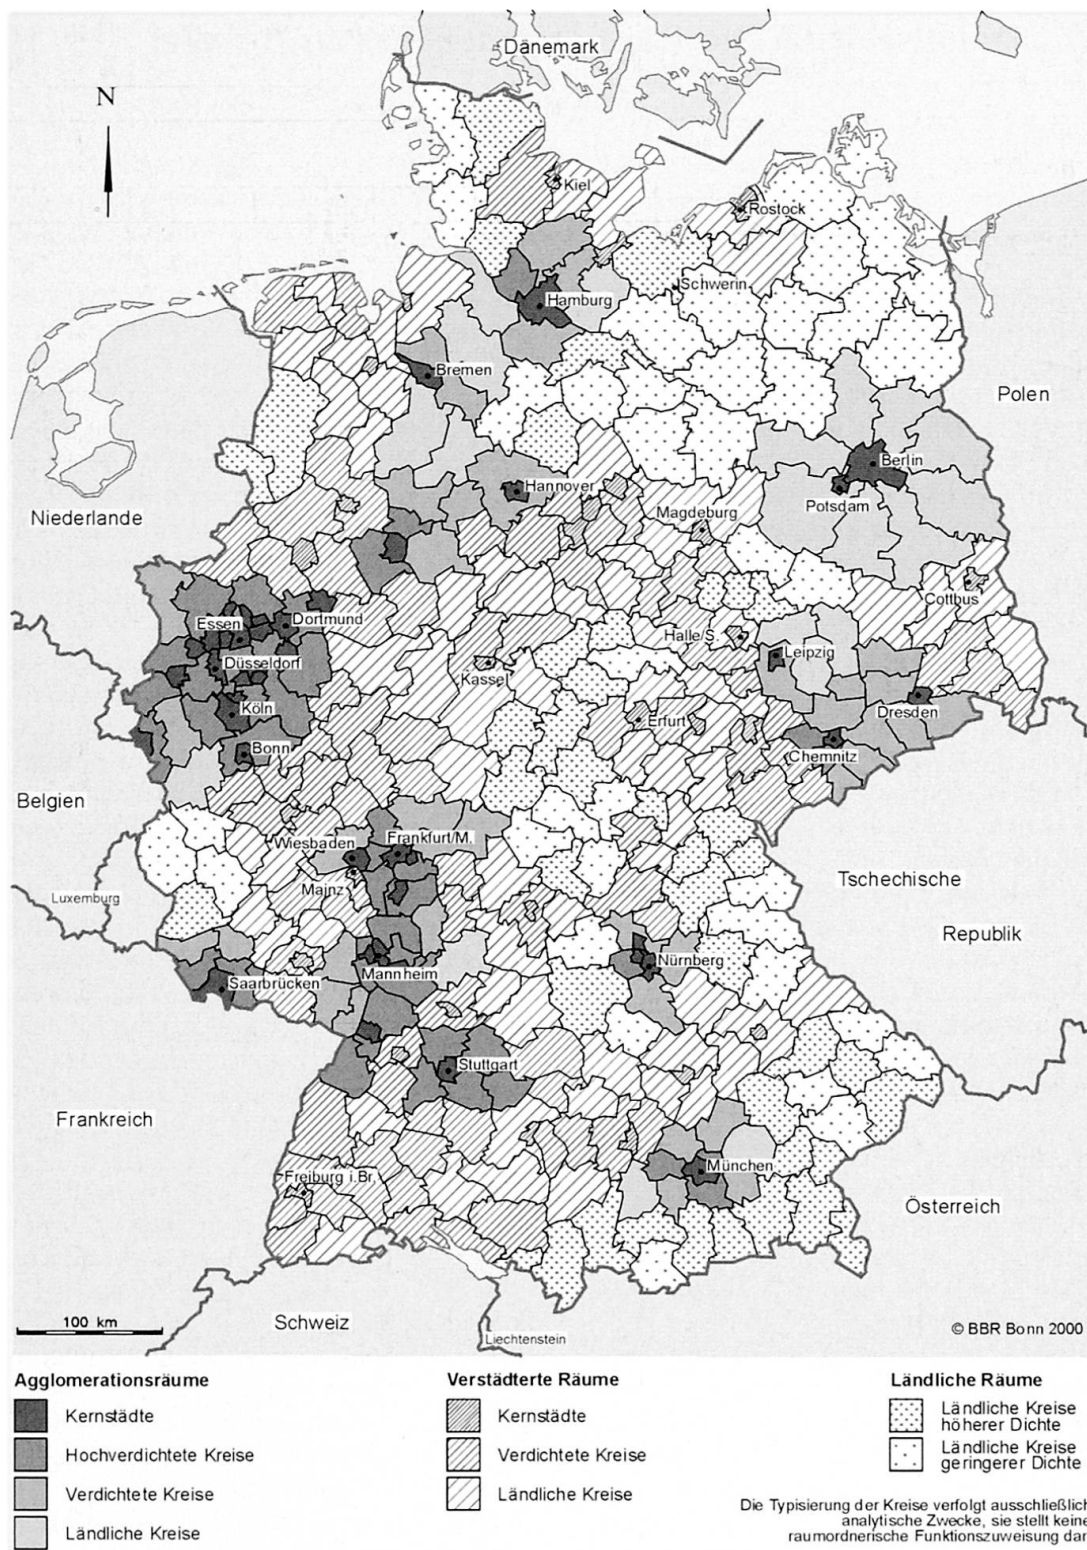 Dänemark
N
Kiel
Rostock
Schwerin
Hamburg
Bremen
Polen
Berlin
Hannover
Potsdam
Magdeburg
Niederlande
Cottbus
Essen
Dortmund
Halle/S.
Leipzig
Düsseldorf
Kasse
Köln
Erfurt
Dresden
Bonn
Chemnitz
Belgien
Wiesbaden
Frankfurt/M.
Tschechische
Mainz
Luxemburg
Republik
Nürnberg
Mannheim
Saarbrücken
Stuttgart
Frankreich
München
Freiburg i.Br.
Österreich
100 km
Schweiz
© BBR Bonn 2000
Liechtenstein
Agglomerationsräume
Kernstädte
Hochverdichtete Kreise
Verdichtete Kreise
Ländliche Kreise
Verstädterte Räume
Kernstädte
Verdichtete Kreise
Ländliche Kreise
Ländliche Räume
Ländliche Kreise
höherer Dichte
Ländliche Kreise
geringerer Dichte
Die Typisierung der Kreise verfolgt ausschließlich
analytische Zwecke, sie stellt keine
raumordnerische Funktionszuweisung dar